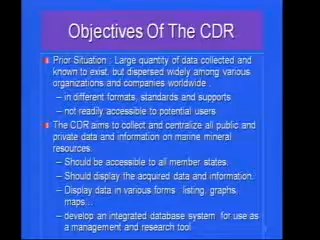 Objectives Of The CDR
Prior Situation : Large quantity of data collected and
known to exist, but dispersed widely among various
organizations and companies worldwide
– in different formats, standards and supports
– not readily accessible to potential users
The CDR aims to collect and centralize all public and
private data and information on marine mineral
resources.
– Should be accessible to all member states.
– Should display the acquired data and information.
– Display data in various forms listing, graphs,
maps...
– develop an integrated database system for use as
a management and research tool